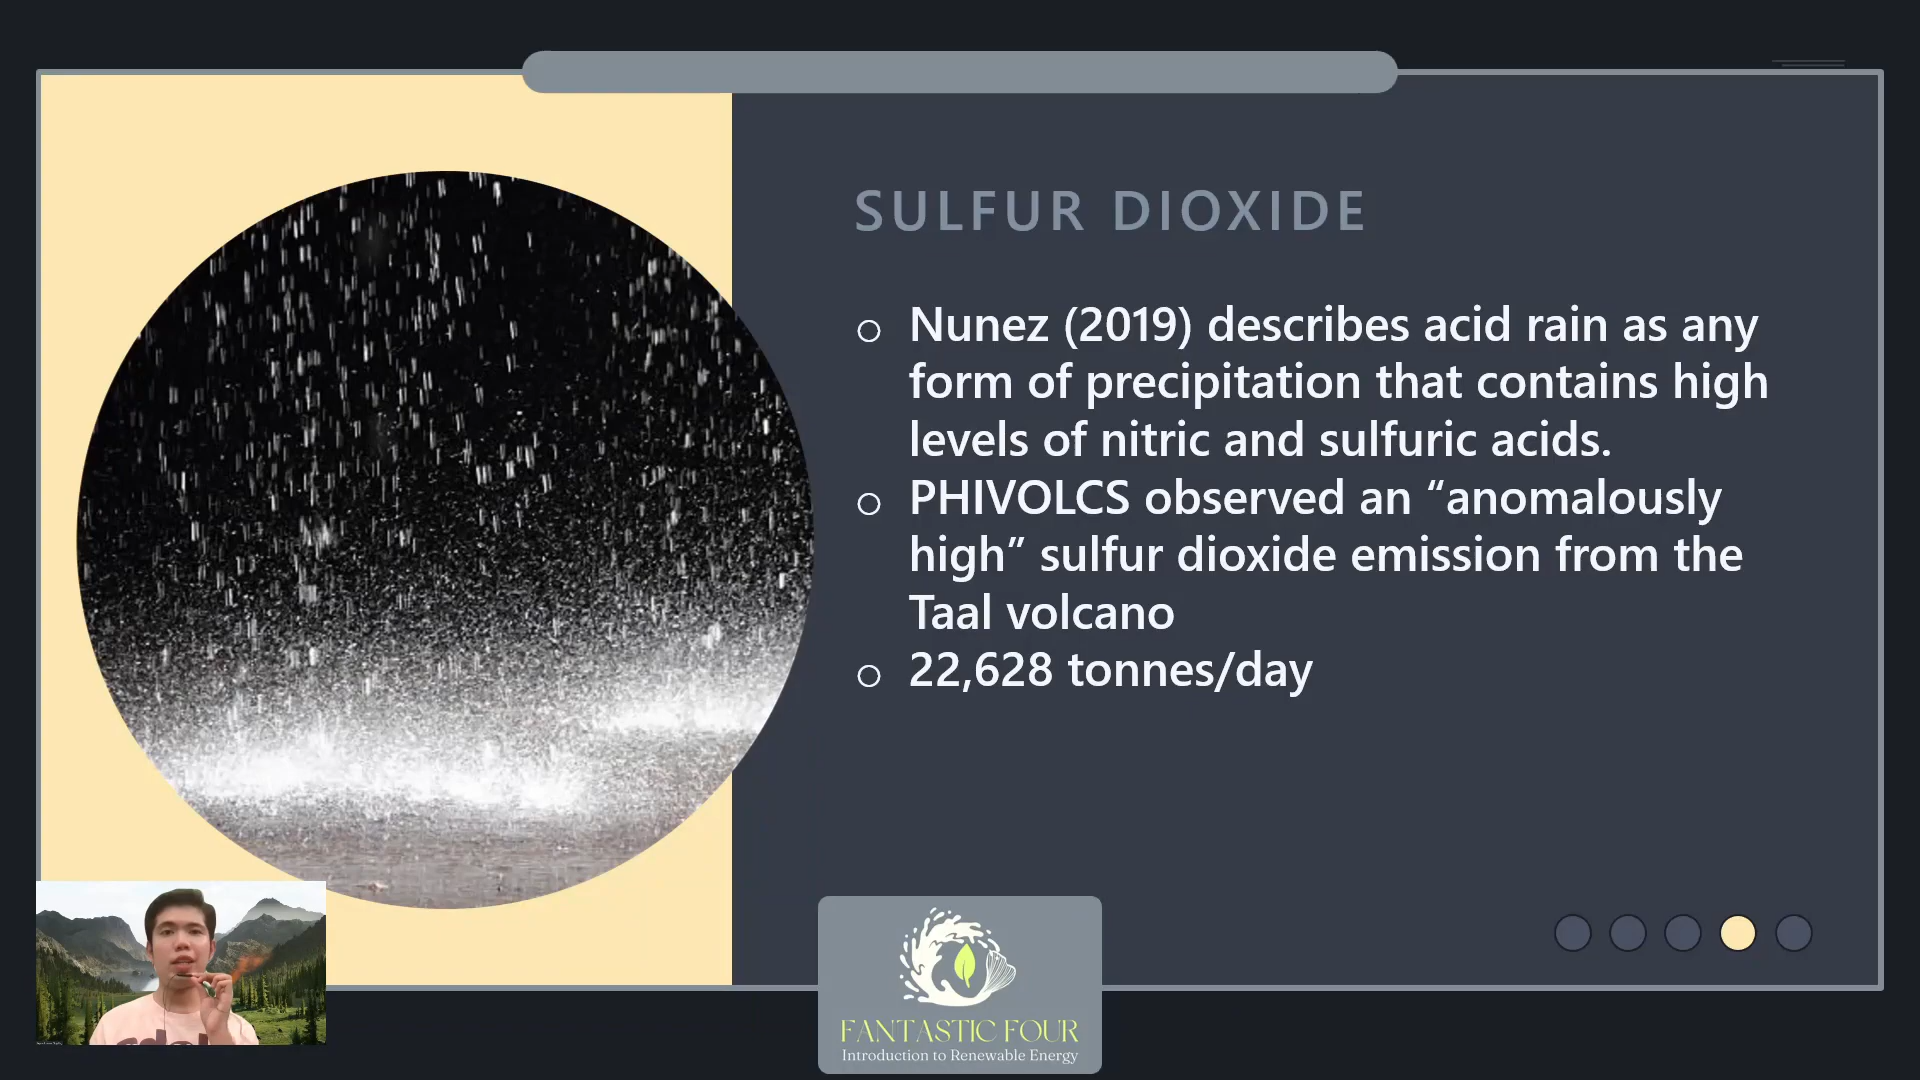 SULFUR DIOXIDE
Nunez (2019) describes acid rain as any
form of precipitation that contains high
levels of nitric and sulfuric acids.
PHIVOLCS observed an “anomalously
high” sulfur dioxide emission from the
Taal volcano
22,628 tonnes/day
FANTASTIC FOUR
Introduction to Renewable Energy